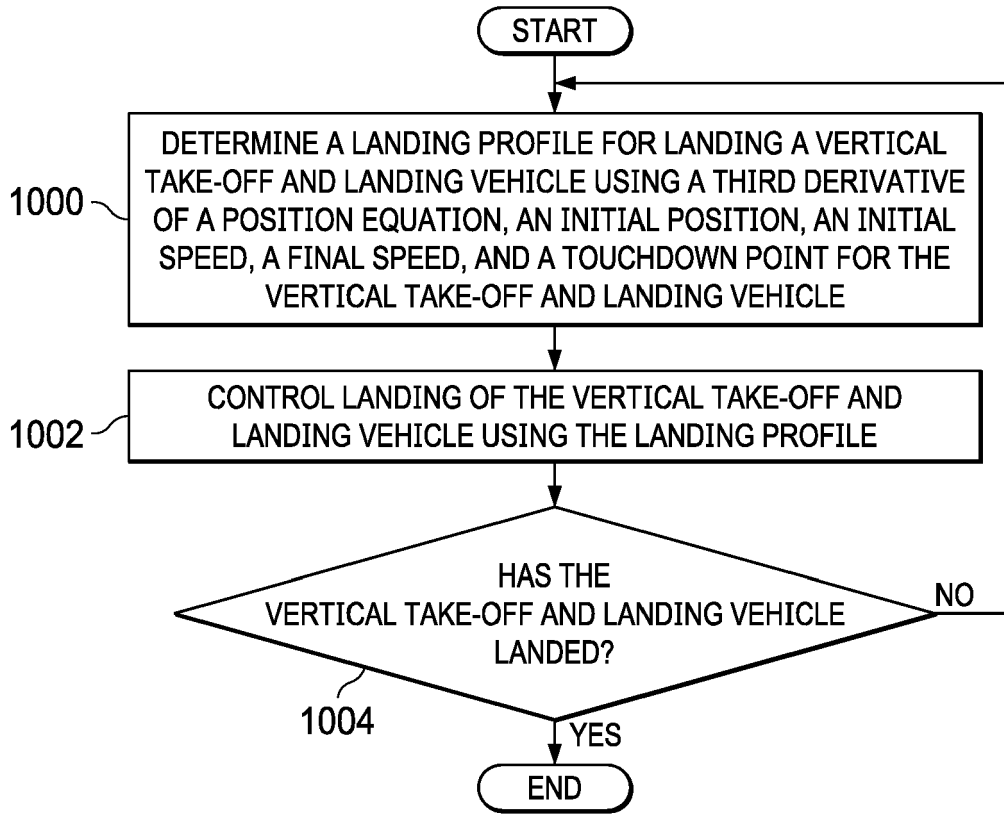 START
DETERMINE A LANDING PROFILE FOR LANDING A VERTICAL
TAKE-OFF AND LANDING VEHICLE USING A THIRD DERIVATIVE
OF A POSITION EQUATION, AN INITIAL POSITION, AN INITIAL
SPEED, A FINAL SPEED, AND A TOUCHDOWN POINT FOR THE
VERTICAL TAKE-OFF AND LANDING VEHICLE
1000
CONTROL LANDING OF THE VERTICAL TAKE-OFF AND
LANDING VEHICLE USING THE LANDING PROFILE
1002
HAS THE
VERTICAL TAKE-OFF AND LANDING VEHICLE
LANDED?
NO
1004
YES
END